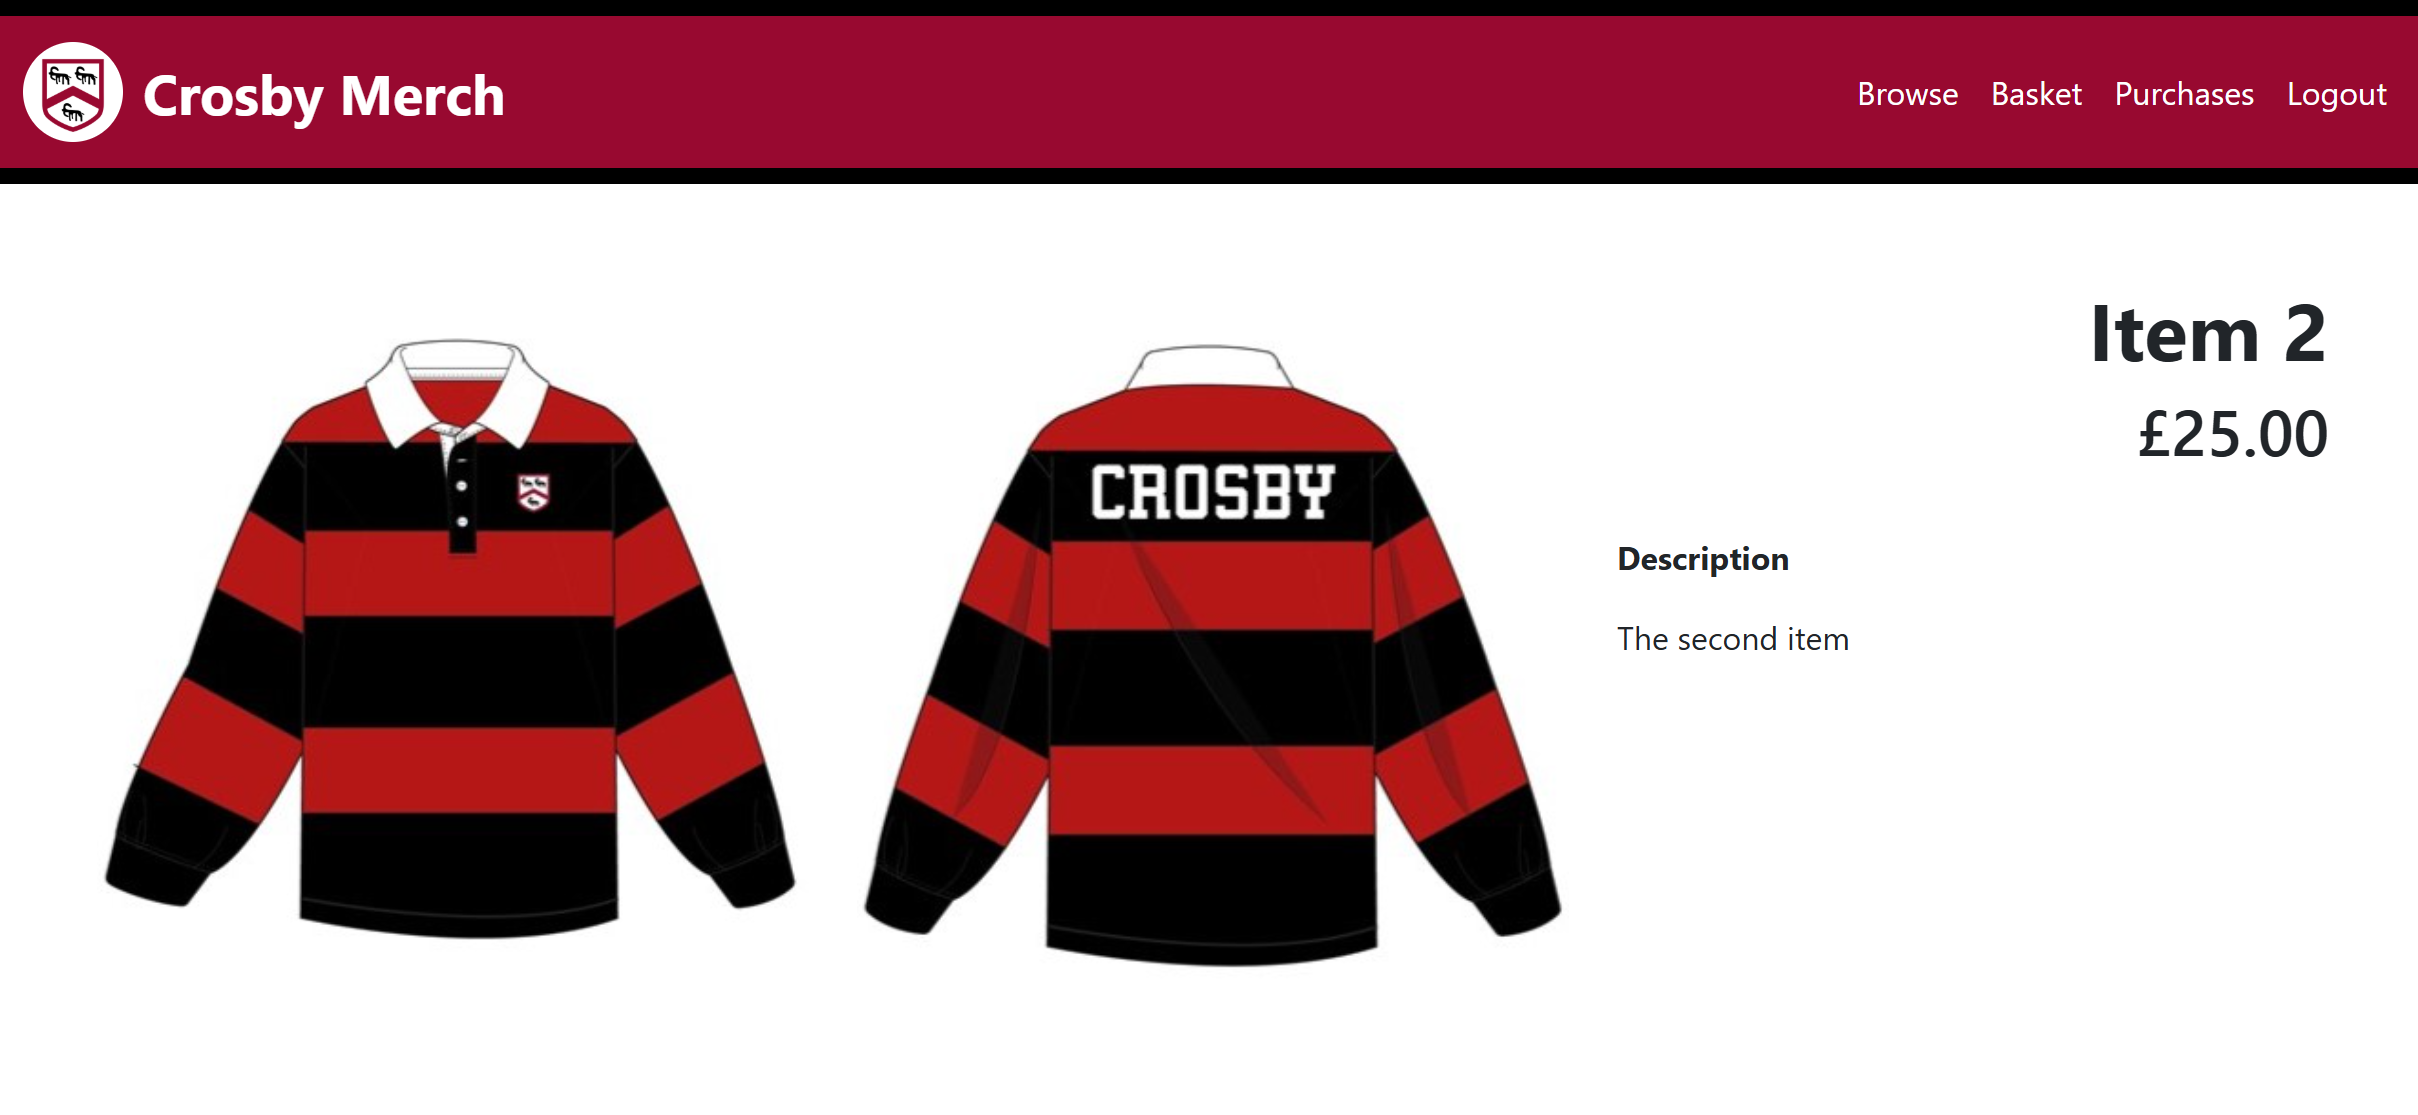 Crosby Merch
Browse Basket Purchases Logout
Item 2
£25.00
CROSBY
Description
The second item